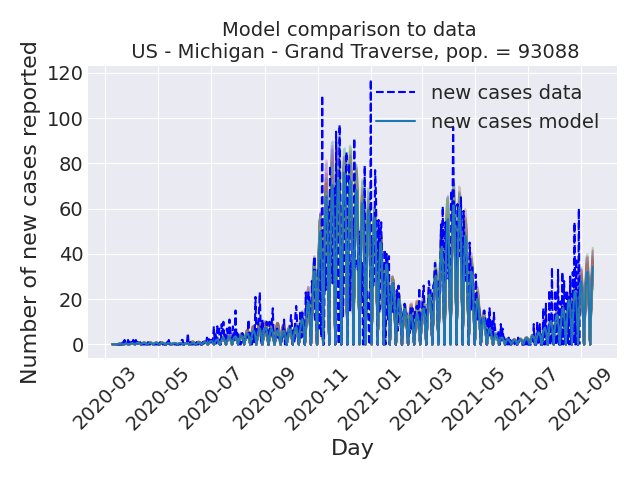 Model comparison to data
US - Michigan - Grand Traverse, pop. = 93088
Number of new cases reported
120
100
80
60
40
20
0
new cases data
new cases model
2020-03
2020-05
2020-07
2020-09
2020-11
2021-01
2021-03
2021-05
2021-07
2021-09
Day